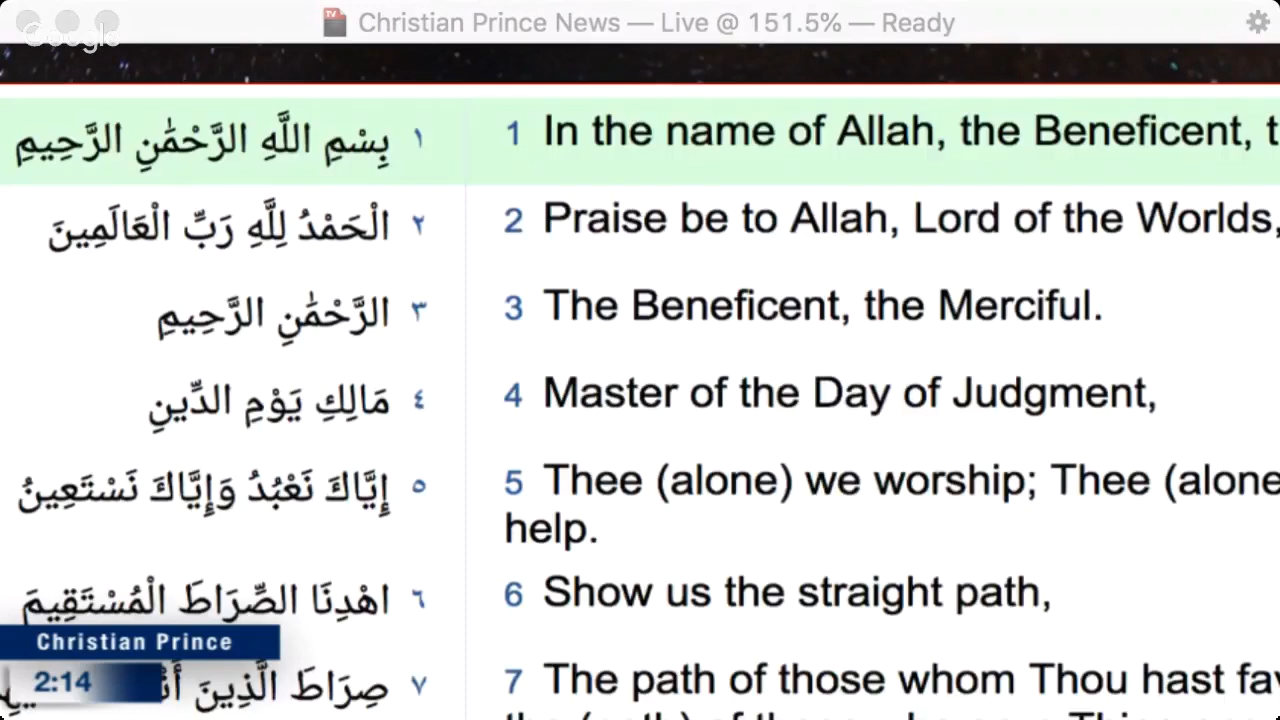 Christian Prince News — Live @ 151.5% — Ready
Google
بِسْمِ اللَّهِ الرَّحْمَٰنِ الرَّحِيمِ ١
1 In the name of Allah, the Beneficent,
الْحَمْدُ لِلَّهِ رَبِّ الْعَالَمِينَ ٢
2 Praise be to Allah, Lord of the Worlds,
الرَّحْمَٰنِ الرَّحِيمِ ٣
3 The Beneficent, the Merciful.
مَالِكِ يَوْمِ الدِّينِ ٤
4 Master of the Day of Judgment,
إِيَّاكَ نَعْبُدُ وَإِيَّاكَ نَسْتَعِينُ ٥
5 Thee (alone) we worship; Thee (alone
help.
اهْدِنَا الصِّرَاطَ الْمُسْتَقِيمَ ٦
6 Show us the straight path,
صِرَاطَ الَّذِينَ ٧
7 The path of those whom Thou hast
Christian Prince
2:14